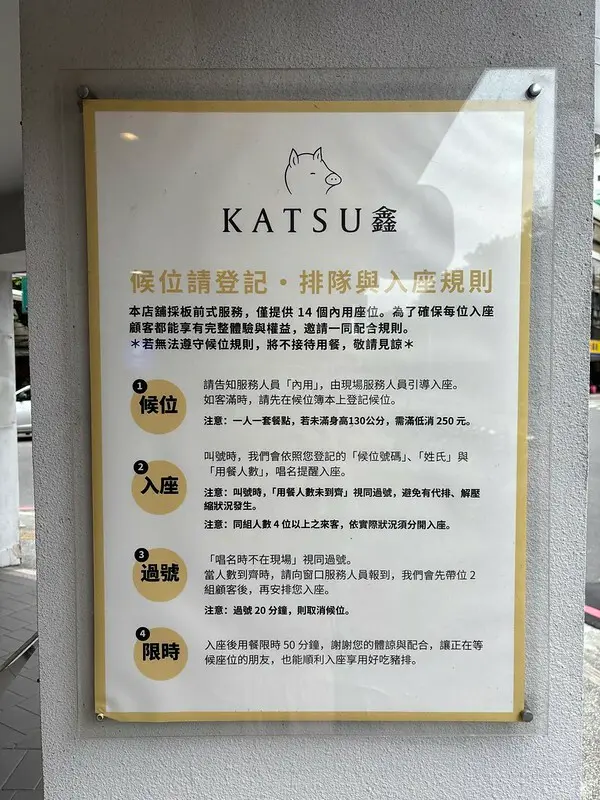 KATSU鑫
候位請登記・排隊與入座規則
本店舖採板前式服務，僅提供 14 個內用座位。為了確保每位入座
顧客都能享有完整體驗與權益，邀請一同配合規則。
＊若無法遵守候位規則，將不接待用餐，敬請見諒＊
1
候位
請告知服務人員「內用」，由現場服務人員引導入座。
如客滿時，請先在候位簿本上登記候位。
注意：一人一套餐點，若未滿身高130公分，需滿低消 250 元。
2
入座
叫號時，我們會依照您登記的「候位號碼」、「姓氏」與
「用餐人數」，唱名提醒入座。
注意：叫號時，「用餐人數未到齊」視同過號，避免有代排、解壓
縮狀況發生。
注意：同組人數 4 位以上之來客，依實際狀況須分開入座。
3
過號
「唱名時不在現場」視同過號。
當人數到齊時，請向窗口服務人員報到，我們會先帶位 2
組顧客後，再安排您入座。
注意：過號 20 分鐘，則取消候位。
4
限時
入座後用餐限時 50 分鐘，謝謝您的體諒與配合，讓正在等
候座位的朋友，也能順利入座享用好吃豬排。